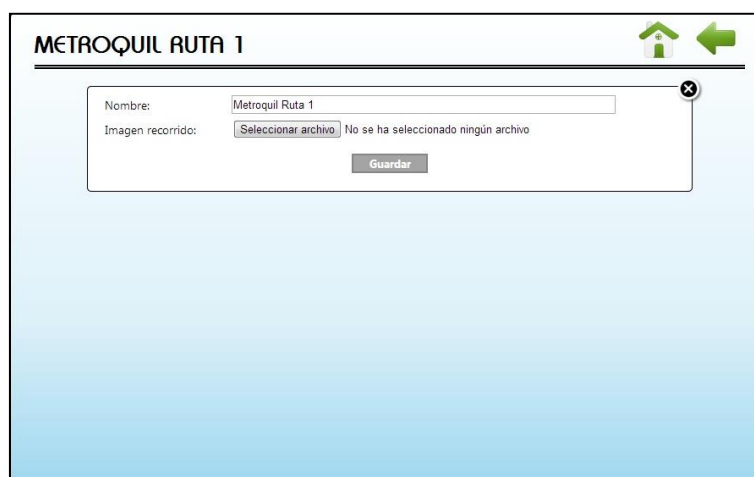 METROQUIL RUTA 1
Nombre: Metroquil Ruta 1
Imagen recorrido: Seleccionar archivo No se ha seleccionado ningún archivo
Guardar